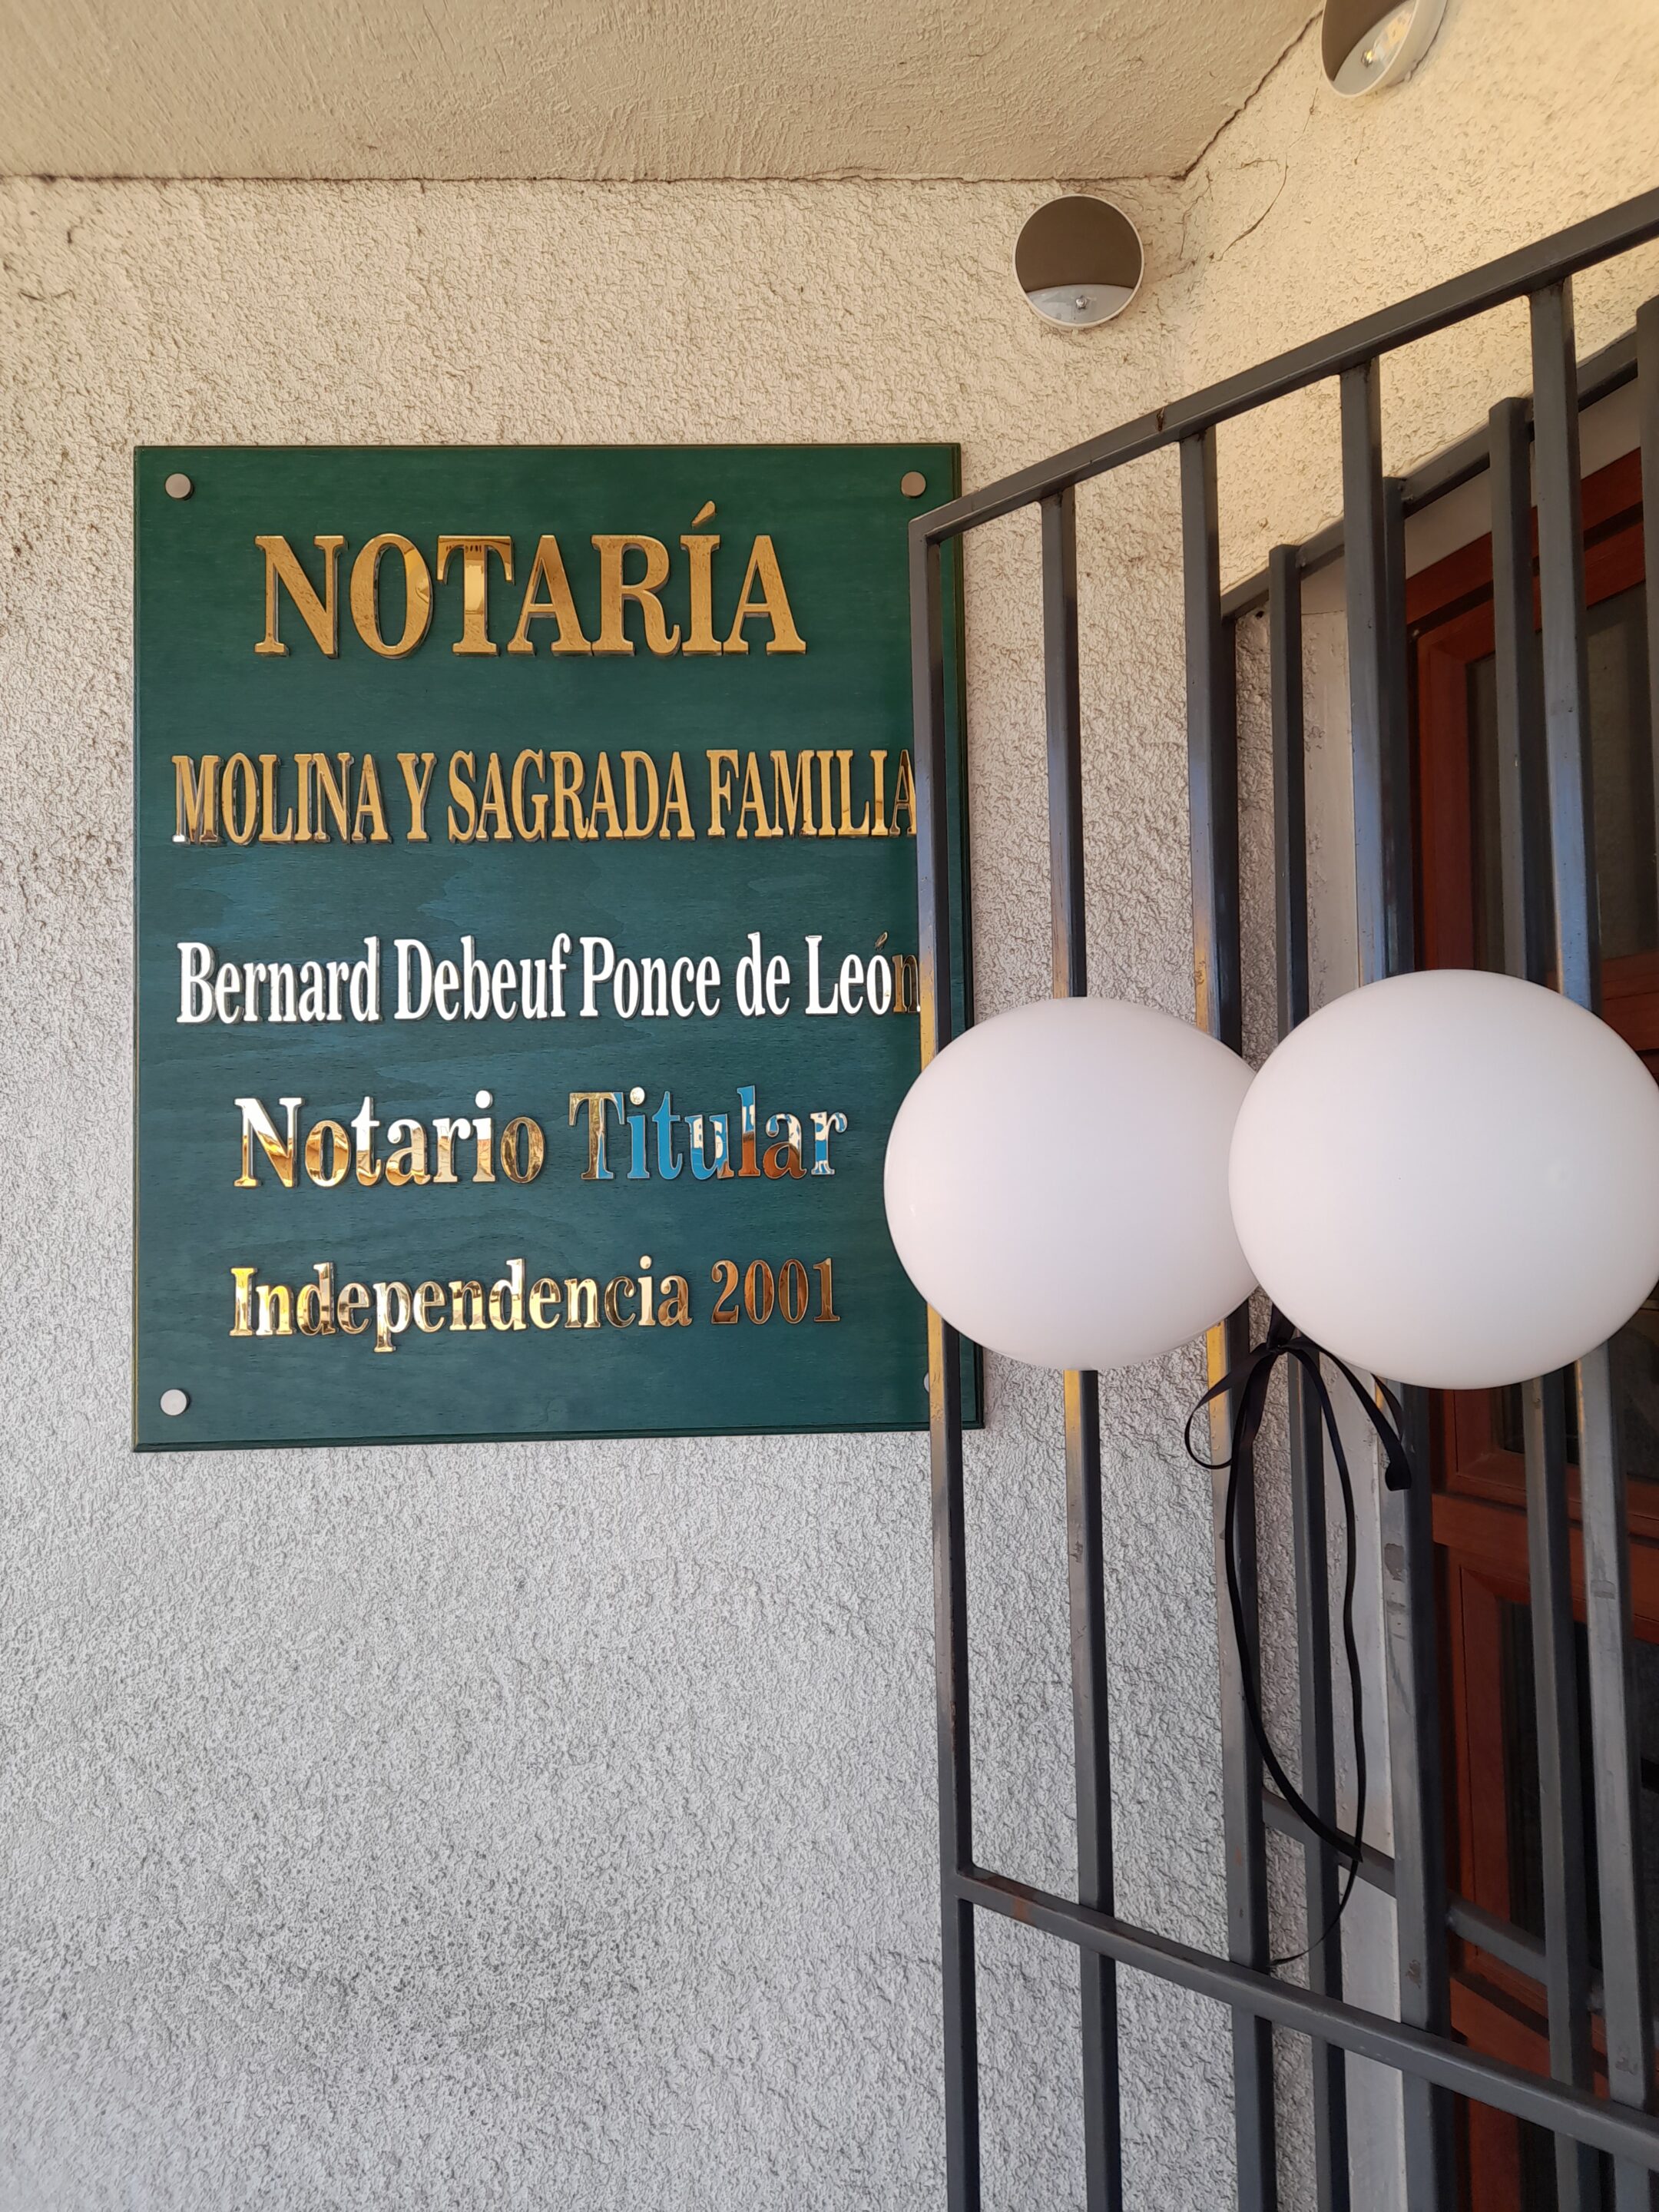 NOTARÍA
MOLINA Y SAGRADA FAMILIA
Bernard Debeuf Ponce de León
Notario Titular
Independencia 2001